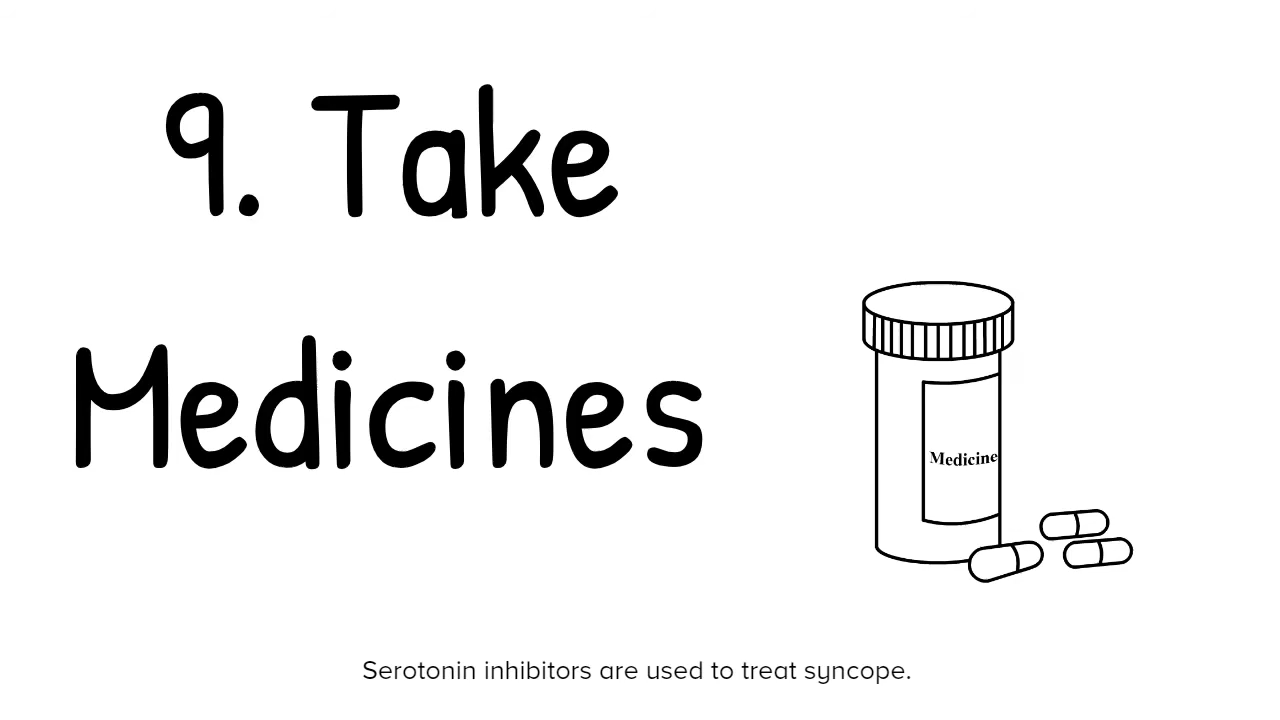 9. Take
Medicines
Medicine
Serotonin inhibitors are used to treat syncope.